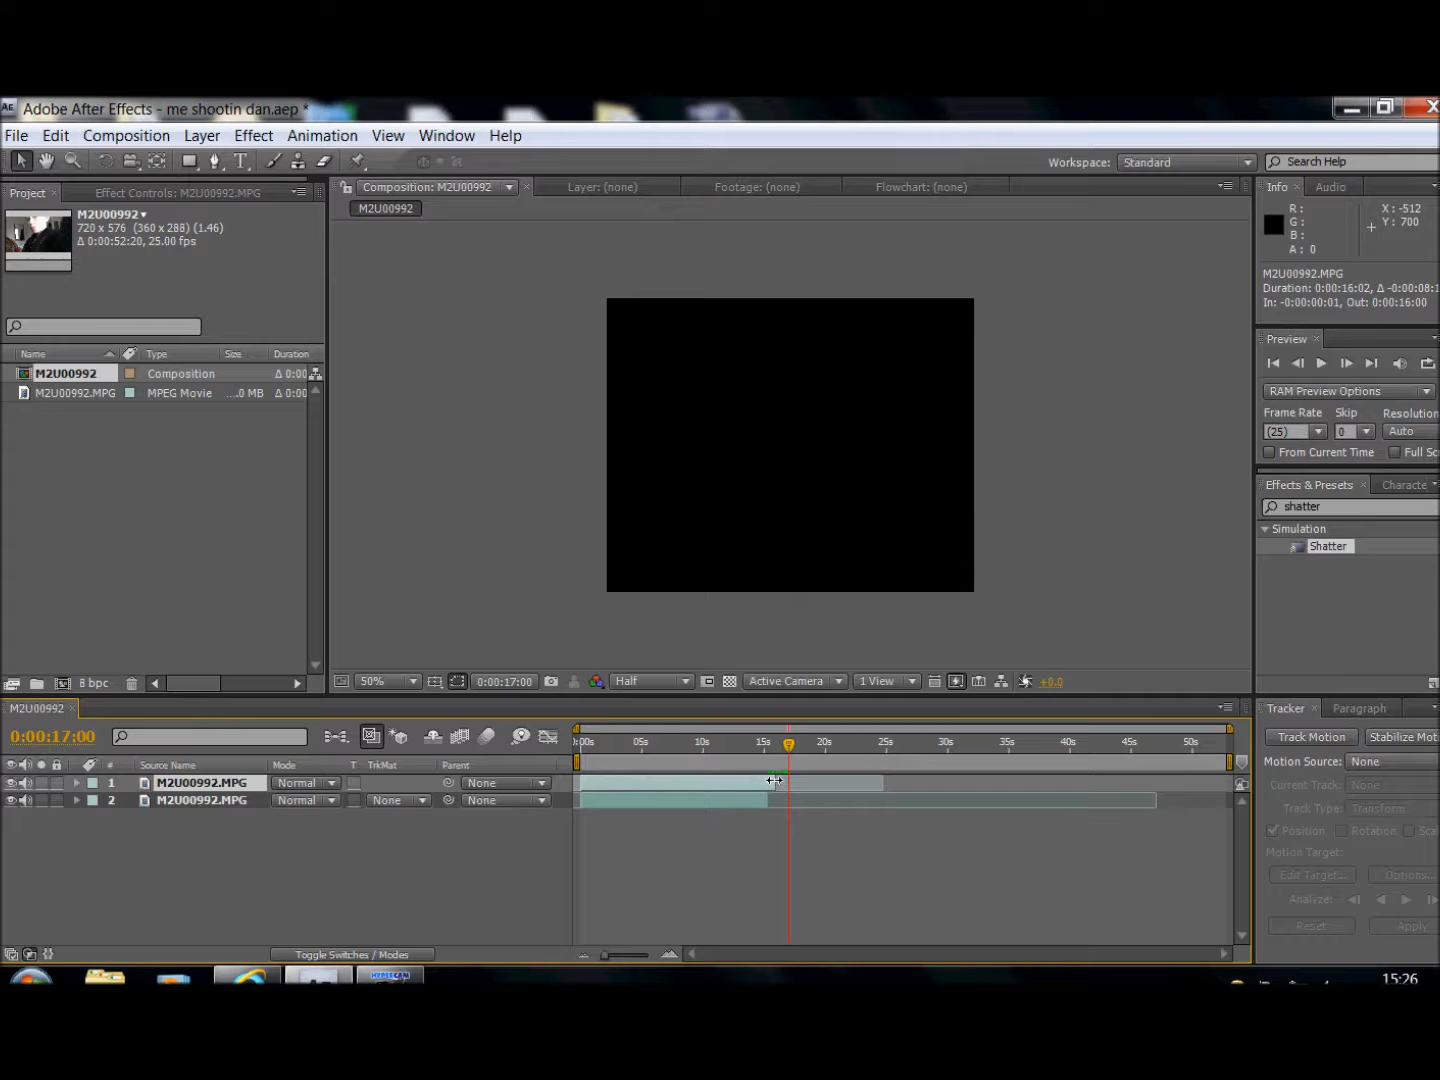 Adobe After Effects - me shootin dan.aep *
File Edit Composition Layer Effect Animation View Window Help
Workspace: Standard Search Help
Project Effect Controls: M2U00992.MPG
Composition: M2U00992 Layer: (none) Footage: (none) Flowchart: (none)
Info Audio
M2U00992
720 x 576 (360 x 288) (1.46)
Δ 0:00:52:20, 25.00 fps
M2U00992
R: X: -512
G: Y: 700
B:
A: 0
M2U00992.MPG
Duration: 0:00:16:02, Δ -0:00:08:1
In: -0:00:00:01, Out: 0:00:16:00
Preview
Name Type Size Duration
M2U00992 Composition Δ 0:00
M2U00992.MPG MPEG Movie ....0 MB Δ 0:00
RAM Preview Options
Frame Rate Skip Resolution
(25) 0 Auto
From Current Time Full Sc
Effects & Presets Characte
shatter
Simulation
Shatter
8 bpc
50% 0:00:17:00 Half Active Camera 1 View +0.0
M2U00992
0:00:17:00
:00s 05s 10s 15s 20s 25s 30s 35s 40s 45s 50s
# Source Name Mode T TrkMat Parent
1 M2U00992.MPG Normal None
2 M2U00992.MPG Normal None None
Toggle Switches / Modes
Tracker Paragraph
Track Motion Stabilize Moti
Motion Source: None
Current Track: None
Track Type: Transform
Position Rotation Sca
Motion Target:
Edit Target... Options...
Analyze:
Reset Apply
HYPERCAM
15:26